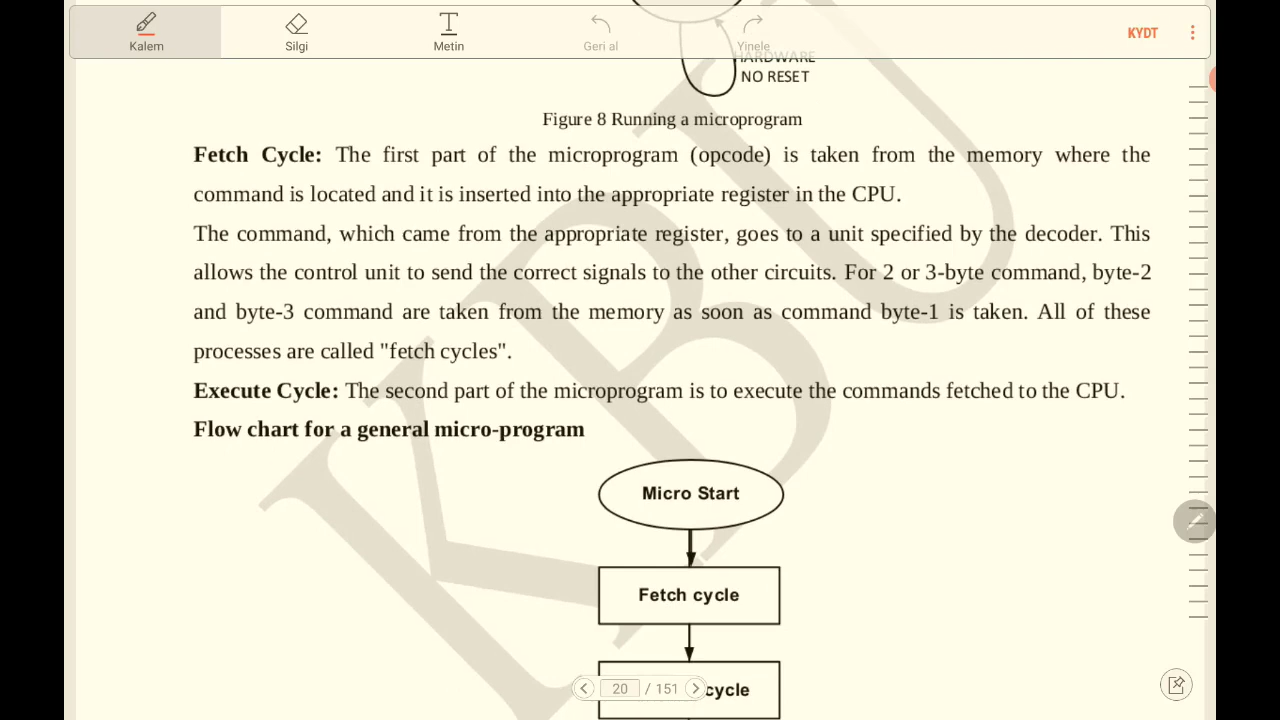 Kalem
Silgi
Metin
Geri al
Yinele
KYDT
HARDWARE
NO RESET
Figure 8 Running a microprogram
Fetch Cycle: The first part of the microprogram (opcode) is taken from the memory where the
command is located and it is inserted into the appropriate register in the CPU.
The command, which came from the appropriate register, goes to a unit specified by the decoder. This
allows the control unit to send the correct signals to the other circuits. For 2 or 3-byte command, byte-2
and byte-3 command are taken from the memory as soon as command byte-1 is taken. All of these
processes are called "fetch cycles".
Execute Cycle: The second part of the microprogram is to execute the commands fetched to the CPU.
Flow chart for a general micro-program
Micro Start
Fetch cycle
cycle
20 / 151
KBU